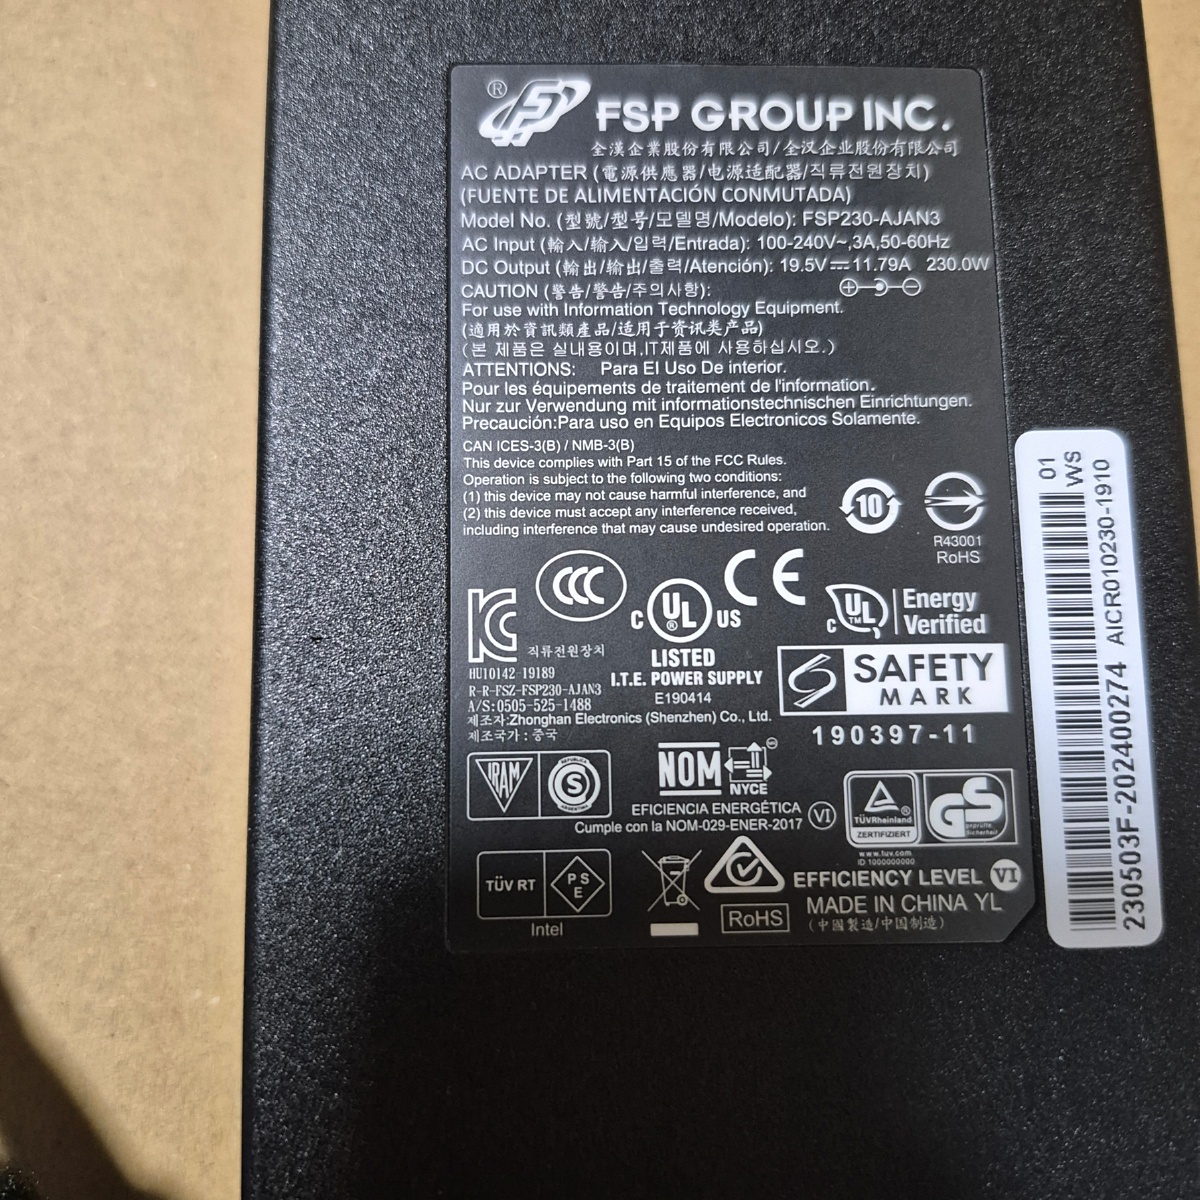 ®
FSP GROUP INC.
全漢企業股份有限公司/全汉企业股份有限公司
AC ADAPTER (電源供應器/电源适配器/직류전원장치)
(FUENTE DE ALIMENTACIÓN CONMUTADA)
Model No. (型號/型号/모델명/Modelo): FSP230-AJAN3
AC Input (輸入/输入/입력/Entrada): 100-240V~,3A,50-60Hz
DC Output (輸出/输出/출력/Atención): 19.5V⎓11.79A 230.0W
CAUTION (警告/警告/주의사항):
For use with Information Technology Equipment.
(適用於資訊類產品/适用于资讯类产品)
(본 제품은 실내용이며,IT제품에 사용하십시오.)
ATTENTIONS: Para El Uso De interior.
Pour les équipements de traitement de l'information.
Nur zur Verwendung mit informationstechnischen Einrichtungen.
Precaución:Para uso en Equipos Electronicos Solamente.
CAN ICES-3(B) / NMB-3(B)
This device complies with Part 15 of the FCC Rules.
Operation is subject to the following two conditions:
(1) this device may not cause harmful interference, and
(2) this device must accept any interference received,
including interference that may cause undesired operation.
10
R43001
RoHS
CCC
CE
KC
직류전원장치
C UL ® US
LISTED
I.T.E. POWER SUPPLY
E190414
C UL TM Energy Verified
HU10142-19189
R-R-FSZ-FSP230-AJAN3
A/S:0505-525-1488
제조자:Zhonghan Electronics (Shenzhen) Co., Ltd.
제조국가:중국
SAFETY
MARK
190397-11
IRAM
REPUBLICA
S
ARGENTINA
NOM
NYCE
EFICIENCIA ENERGÉTICA
Cumple con la NOM-029-ENER-2017
VI
TÜVRheinland
ZERTIFIZIERT
GS
geprüfte
Sicherheit
www.tuv.com
ID 1000000000
TÜV RT
PS
E
Intel
RoHS
EFFICIENCY LEVEL VI
MADE IN CHINA YL
(中國製造/中国制造)
230503F-202400274 AICR010230-1910
01
WS